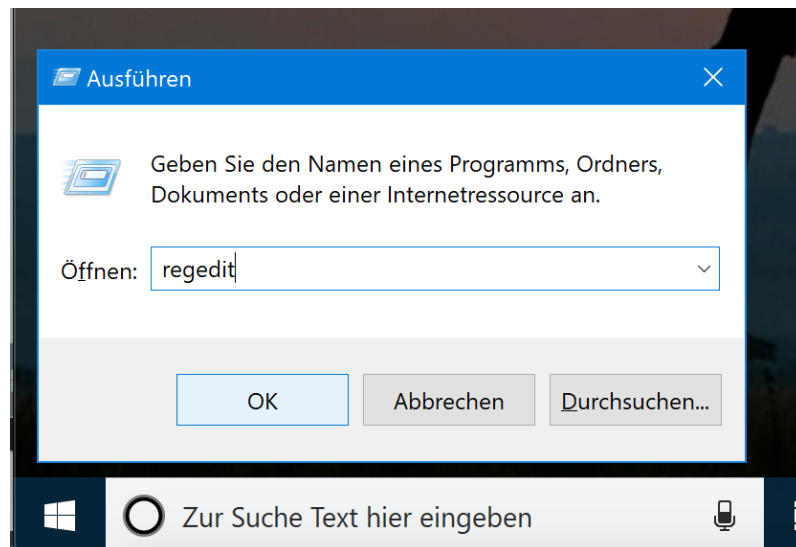 Ausführen
Geben Sie den Namen eines Programms, Ordners,
Dokuments oder einer Internetressource an.
Öffnen: regedit
OK Abbrechen Durchsuchen...
Zur Suche Text hier eingeben